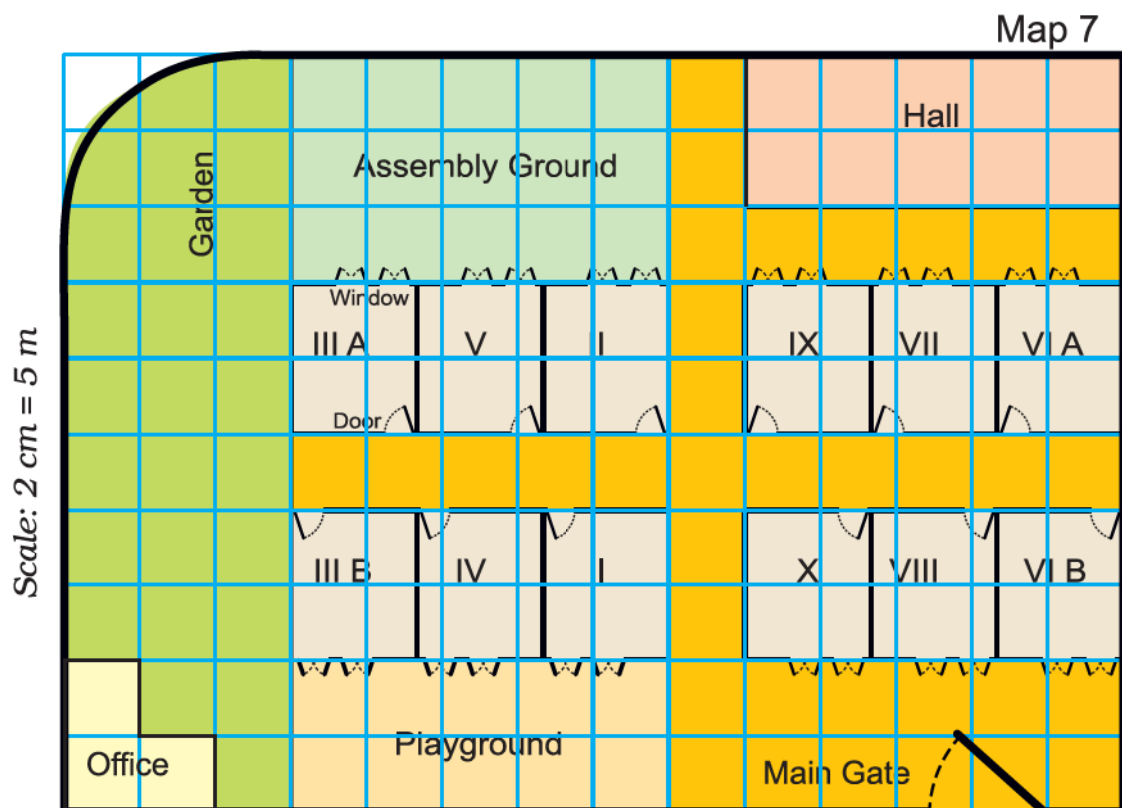 Map 7
Hall
Assembly Ground
Garden
Window
III A
V
II
IX
VII
VI A
Door
Scale: 2 cm = 5 m
III B
IV
I
X
VIII
VI B
Playground
Office
Main Gate